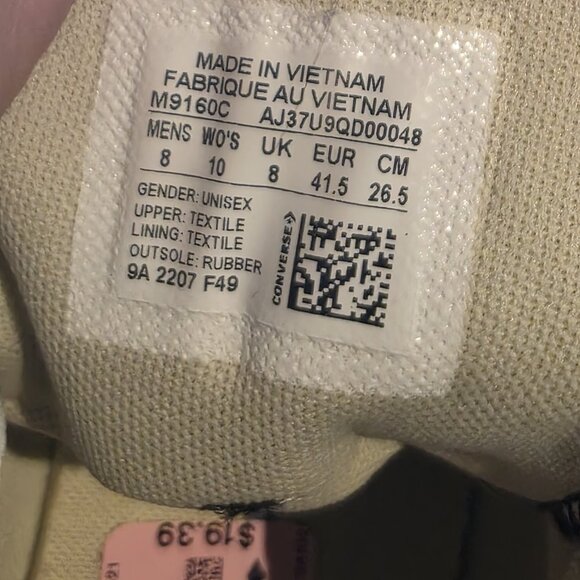 MADE IN VIETNAM
FABRIQUE AU VIETNAM
M9160C AJ37U9QD00048
MENS WO'S UK EUR CM
8 10 8 41.5 26.5
GENDER: UNISEX
UPPER: TEXTILE
LINING: TEXTILE
OUTSOLE: RUBBER
9A 2207 F49
CONVERSE
$19.39